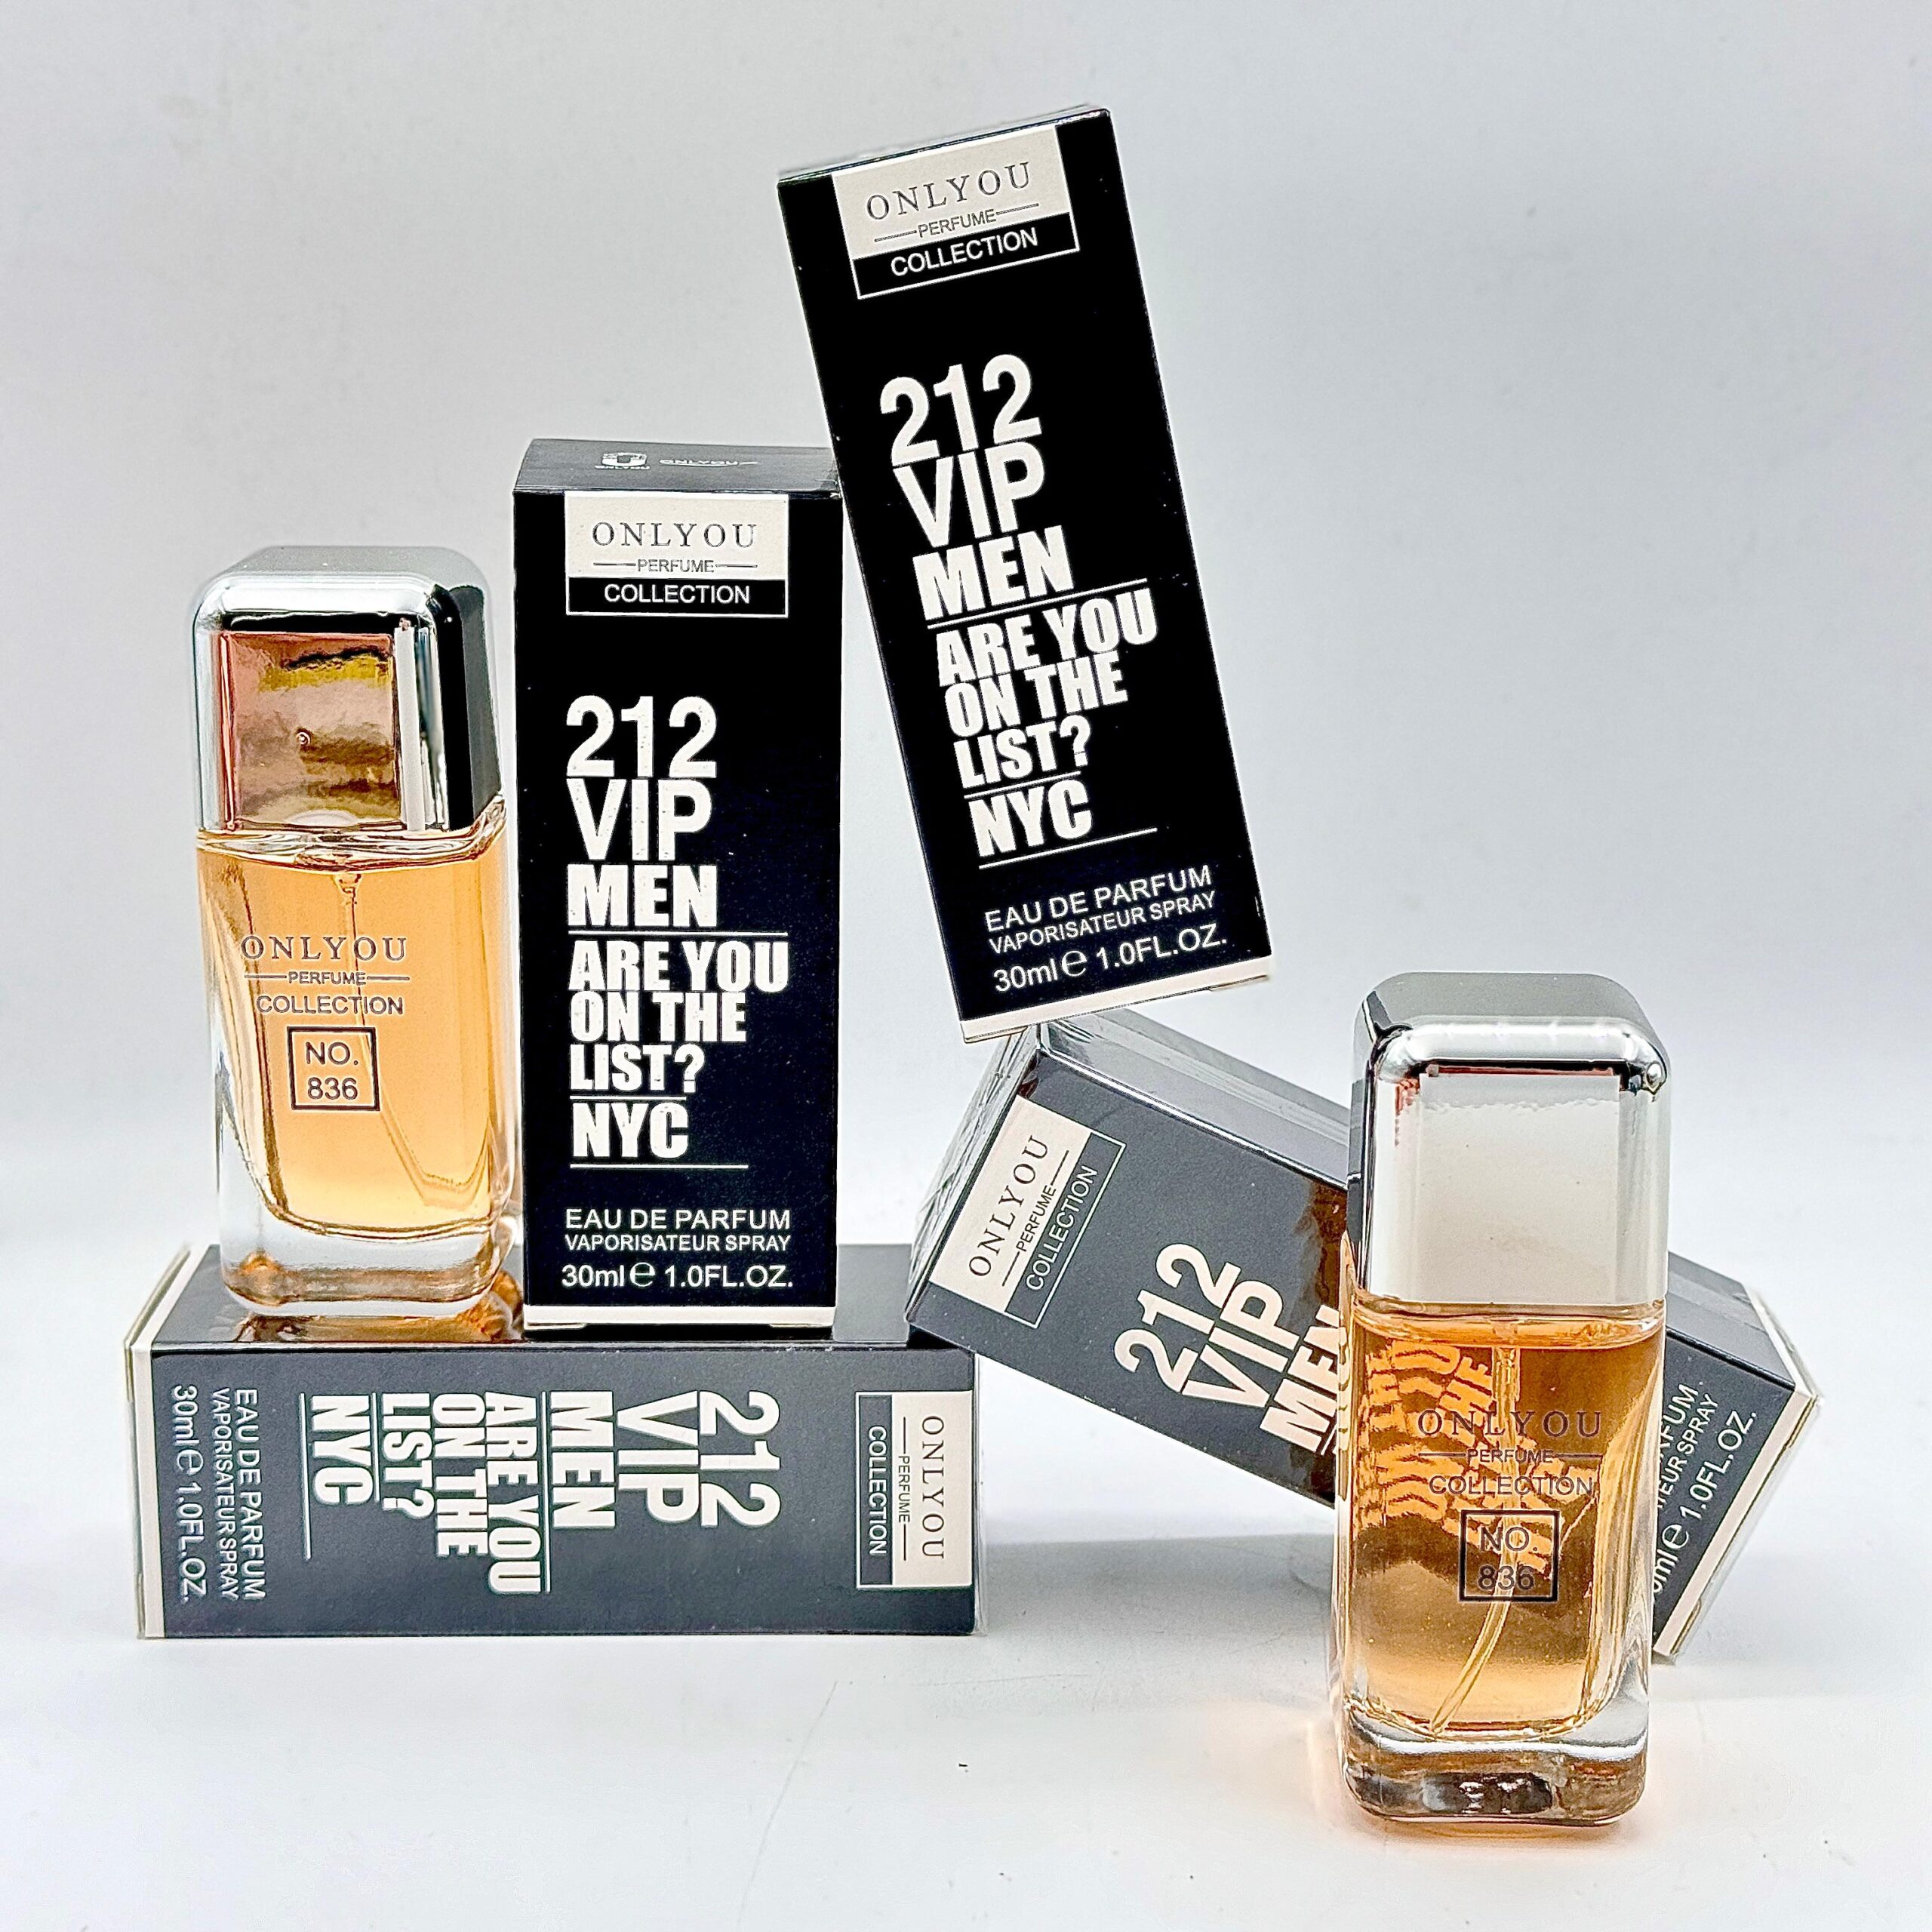 ONLYOU
PERFUME
COLLECTION
212
VIP
MEN
ARE YOU
ON THE
LIST?
NYC
EAU DE PARFUM
VAPORISATEUR SPRAY
30ml℮ 1.0FL.OZ.
ONLYOU
PERFUME
COLLECTION
212
VIP
MEN
ARE YOU
ON THE
LIST?
NYC
EAU DE PARFUM
VAPORISATEUR SPRAY
30ml℮ 1.0FL.OZ.
ONLYOU
PERFUME
COLLECTION
NO.
836
ONLYOU
PERFUME
COLLECTION
212
VIP
MEN
ARE YOU
ON THE
LIST?
NYC
EAU DE PARFUM
VAPORISATEUR SPRAY
30ml℮ 1.0FL.OZ.
ONLYOU
PERFUME
COLLECTION
212
VIP
MEN
1.0FL.OZ.
ONLYOU
PERFUME
COLLECTION
NO.
836